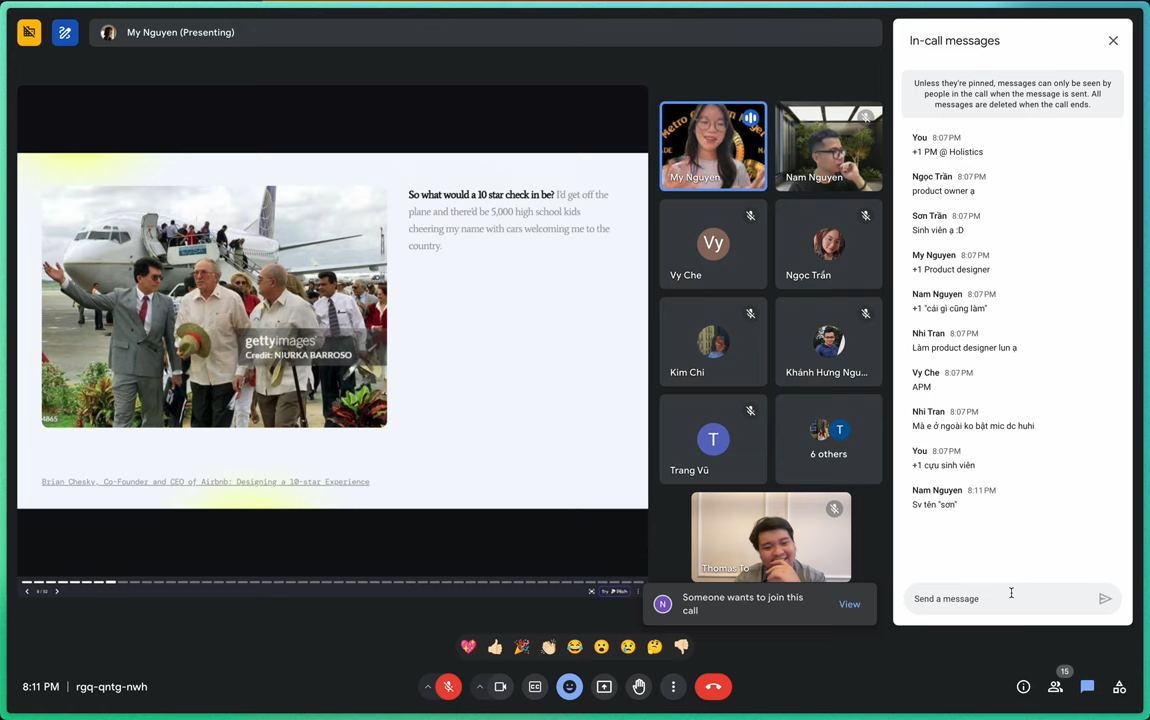 My Nguyen (Presenting)
So what would a 10 star check in be? I'd get off the
plane and there'd be 5,000 high school kids
cheering my name with cars welcoming me to the
country.
gettyimages
Credit: NIURKA BARROSO
4865
Brian Chesky, Co-Founder and CEO of Airbnb: Designing a 10-star Experience
Try Pitch
My Nguyen
Nam Nguyen
Vy
Vy Che
Ngọc Trần
Kim Chi
Khánh Hưng Ngu...
T
Trang Vũ
T
6 others
Thomas To
N
Someone wants to join this
call
View
In-call messages
Unless they're pinned, messages can only be seen by
people in the call when the message is sent. All
messages are deleted when the call ends.
You 8:07 PM
+1 PM @ Holistics
Ngọc Trần 8:07 PM
product owner ạ
Sơn Trần 8:07 PM
Sinh viên ạ :D
My Nguyen 8:07 PM
+1 Product designer
Nam Nguyen 8:07 PM
+1 "cái gì cũng làm"
Nhi Tran 8:07 PM
Làm product designer lun ạ
Vy Che 8:07 PM
APM
Nhi Tran 8:07 PM
Mà e ở ngoài ko bật mic dc huhi
You 8:07 PM
+1 cựu sinh viên
Nam Nguyen 8:11 PM
Sv tên "sơn"
Send a message
8:11 PM | rgq-qntg-nwh
15